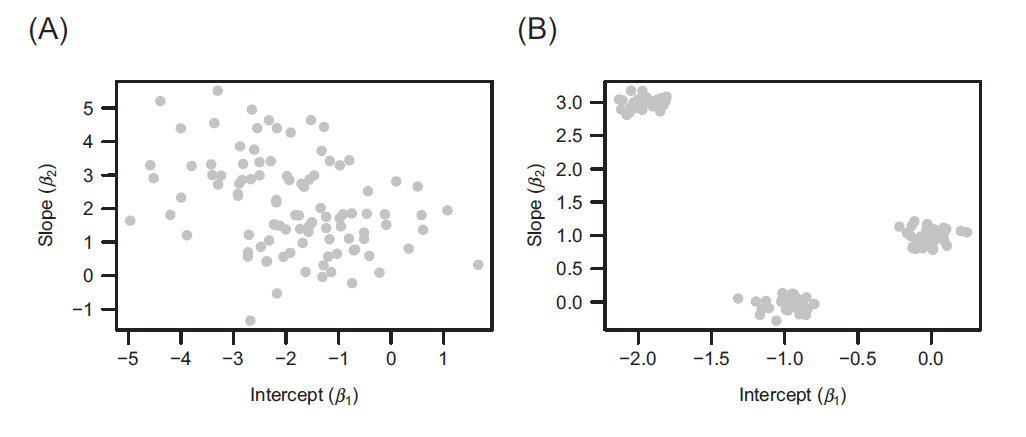 (A)
(B)
Slope (β2)
5
4
3
2
1
0
−1
−5 −4 −3 −2 −1 0 1
Intercept (β1)
Slope (β2)
3.0
2.5
2.0
1.5
1.0
0.5
0.0
−2.0 −1.5 −1.0 −0.5 0.0
Intercept (β1)